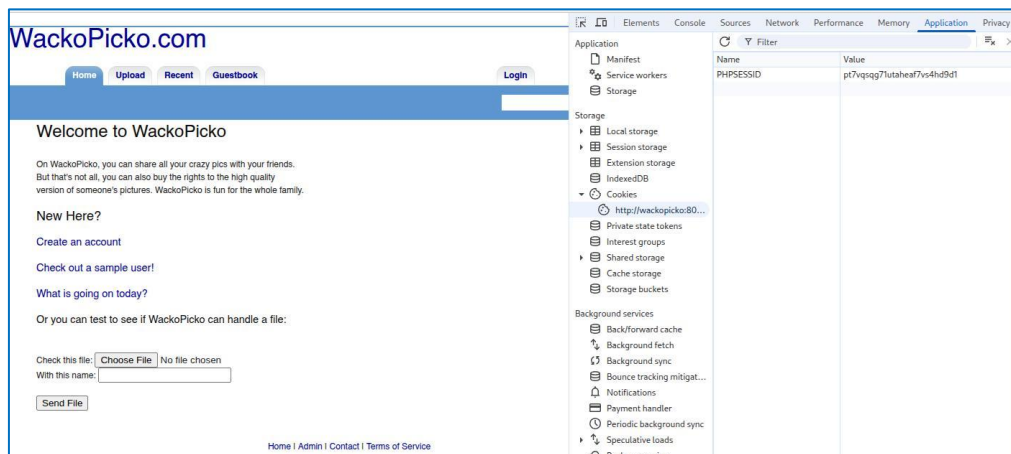 WackoPicko.com
Home Upload Recent Guestbook Login
Welcome to WackoPicko
On WackoPicko, you can share all your crazy pics with your friends.
But that's not all, you can also buy the rights to the high quality
version of someone's pictures. WackoPicko is fun for the whole family.
New Here?
Create an account
Check out a sample user!
What is going on today?
Or you can test to see if WackoPicko can handle a file:
Check this file: Choose File No file chosen
With this name:
Send File
Home | Admin | Contact | Terms of Service
Elements Console Sources Network Performance Memory Application Privacy
Application
Manifest
Service workers
Storage
Storage
Local storage
Session storage
Extension storage
IndexedDB
Cookies
http://wackopicko:80...
Private state tokens
Interest groups
Shared storage
Cache storage
Storage buckets
Background services
Back/forward cache
Background fetch
Background sync
Bounce tracking mitigat...
Notifications
Payment handler
Periodic background sync
Speculative loads
Filter
Name Value
PHPSESSID pt7vqsqg71utaheaf7vs4hd9d1